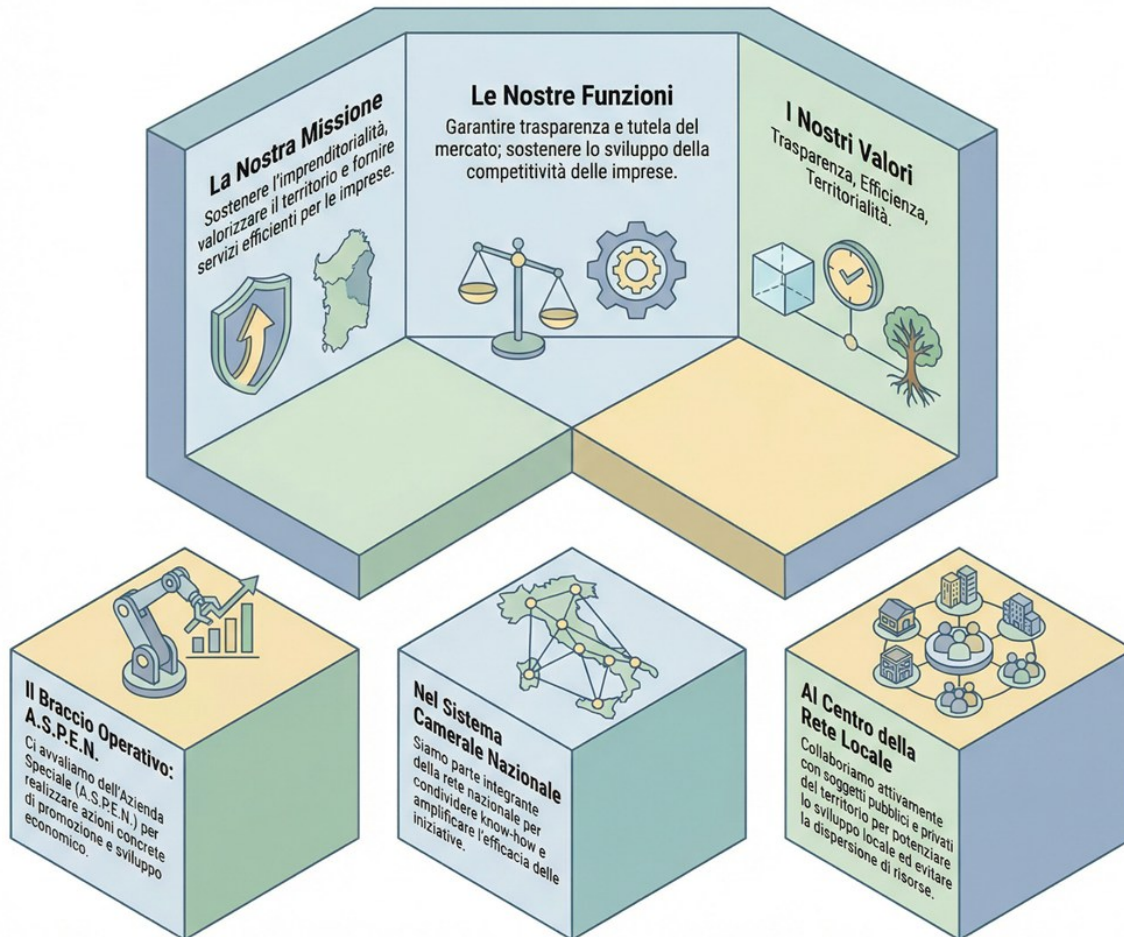 La Nostra Missione
Sostenere l'imprenditorialità,
valorizzare il territorio e fornire
servizi efficienti per le imprese.
Le Nostre Funzioni
Garantire trasparenza e tutela del
mercato; sostenere lo sviluppo della
competitività delle imprese.
I Nostri Valori
Trasparenza, Efficienza,
Territorialità.
Il Braccio Operativo:
A.S.P.E.N.
Ci avvaliamo dell'Azienda
Speciale (A.S.P.E.N.) per
realizzare azioni concrete
di promozione e sviluppo
economico.
Nel Sistema
Camerale Nazionale
Siamo parte integrante
della rete nazionale per
condividere know-how e
amplificare l'efficacia delle
iniziative.
Al Centro della
Rete Locale
Collaboriamo attivamente
con soggetti pubblici e privati
del territorio per potenziare
lo sviluppo locale ed evitare
la dispersione di risorse.